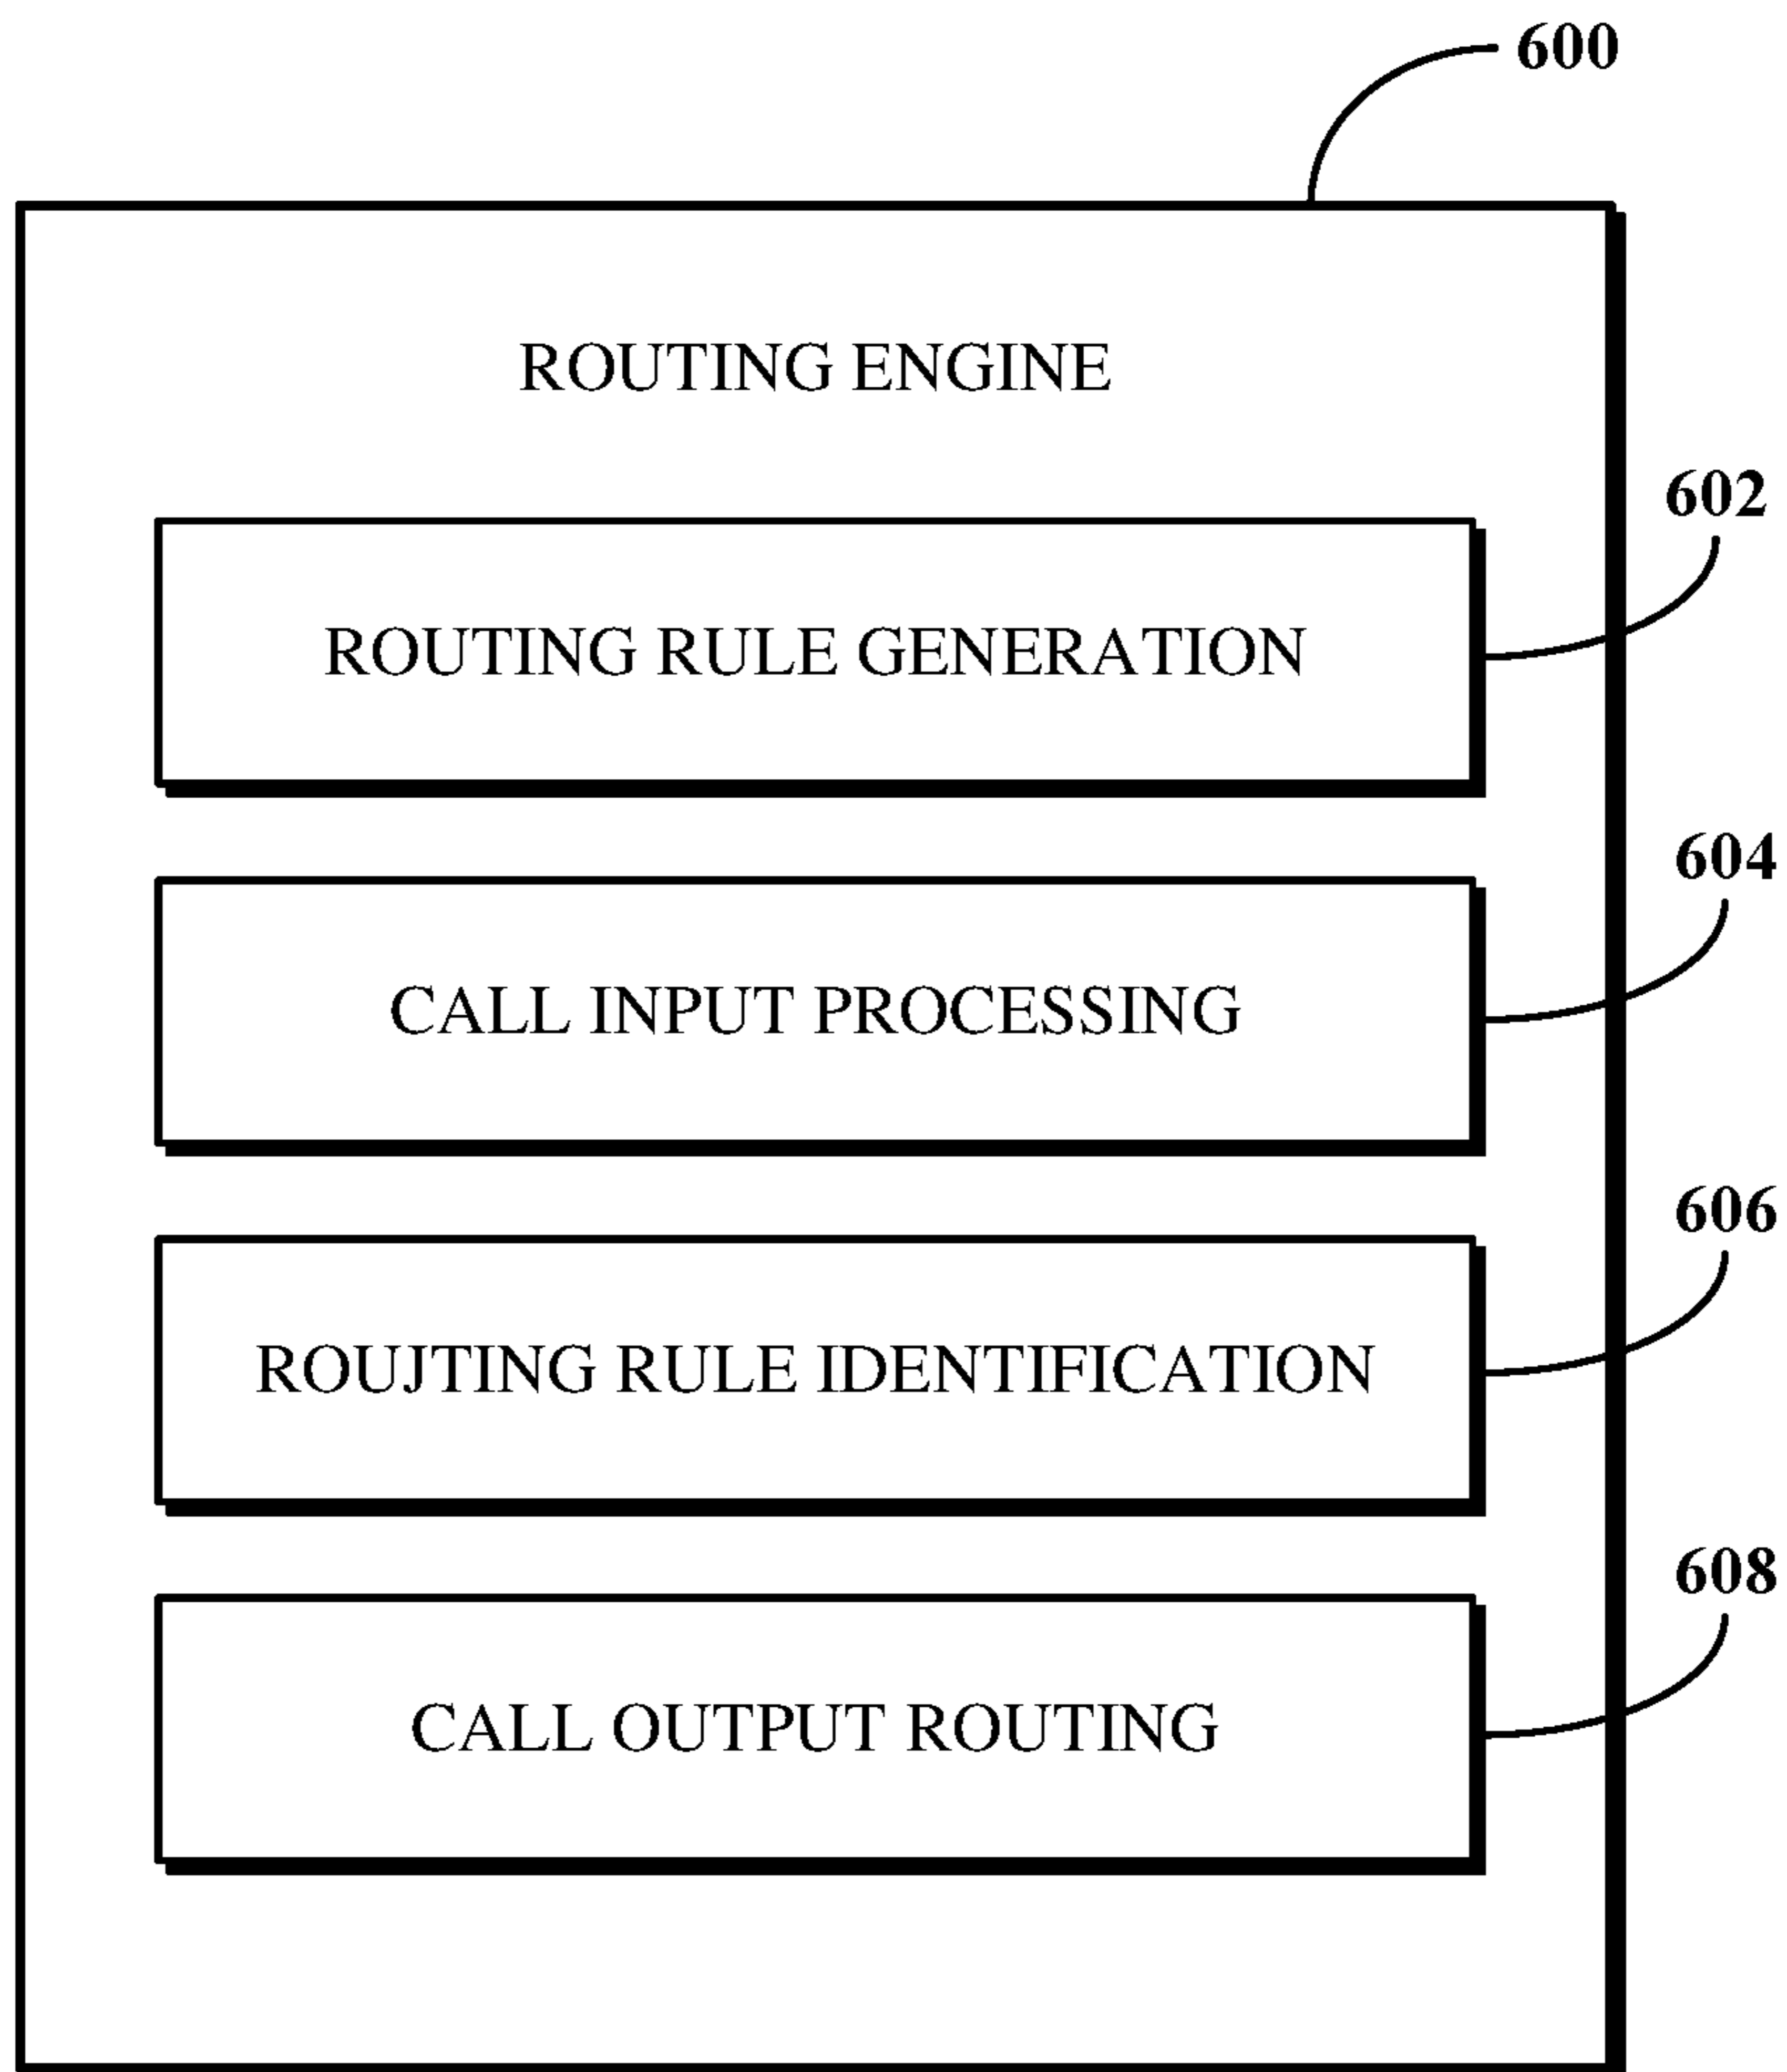 600
ROUTING ENGINE
602
ROUTING RULE GENERATION
604
CALL INPUT PROCESSING
606
ROUJTING RULE IDENTIFICATION
608
CALL OUTPUT ROUTING